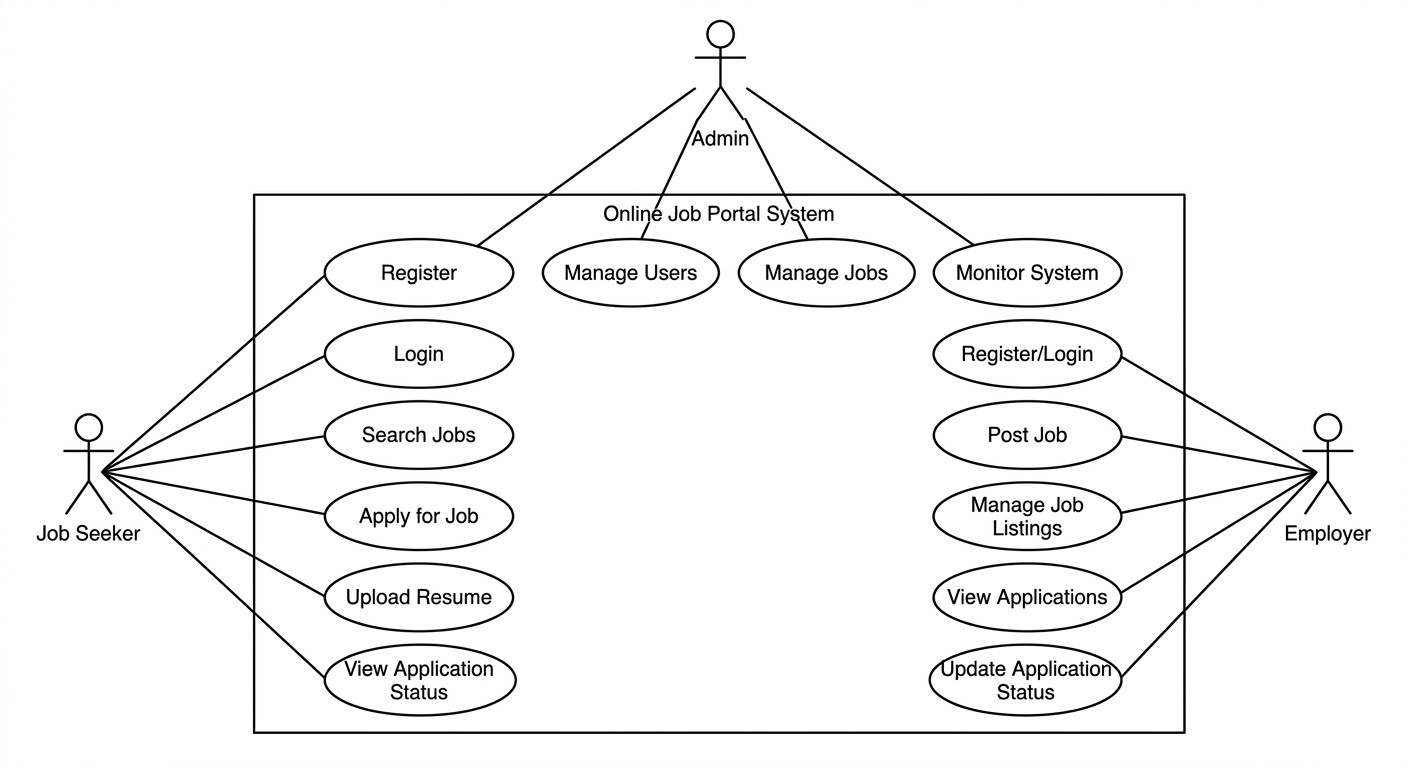 Admin
Online Job Portal System
Register
Manage Users
Manage Jobs
Monitor System
Login
Register/Login
Search Jobs
Post Job
Job Seeker
Apply for Job
Manage Job
Listings
Employer
Upload Resume
View Applications
View Application
Status
Update Application
Status